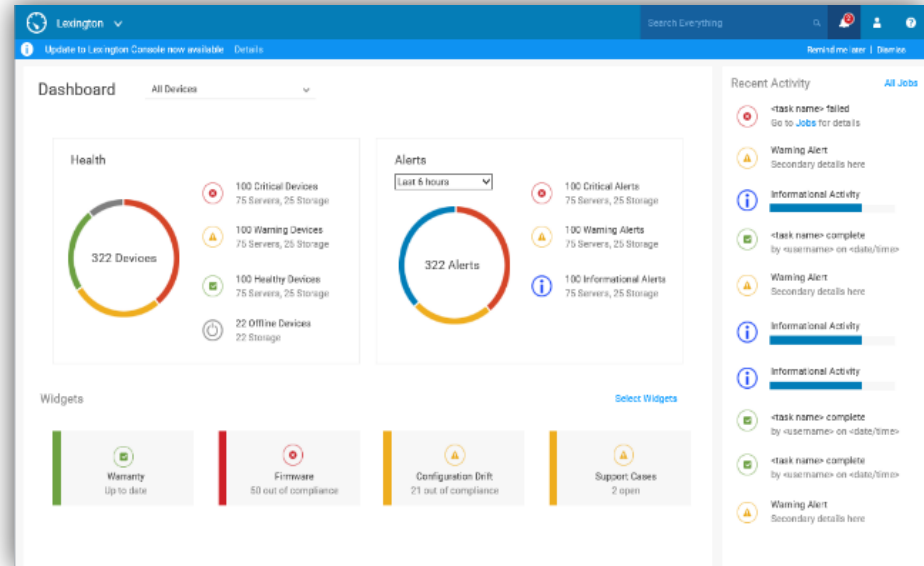 Lexington
Search Everything
2
Update to Lexington Console now available Details
Remind me later | Dismiss
Dashboard
All Devices
Health
322 Devices
100 Critical Devices
75 Servers, 25 Storage
100 Warning Devices
75 Servers, 25 Storage
100 Healthy Devices
75 Servers, 25 Storage
22 Offline Devices
22 Storage
Alerts
Last 6 hours
322 Alerts
100 Critical Alerts
75 Servers, 25 Storage
100 Warning Alerts
75 Servers, 25 Storage
100 Informational Alerts
75 Servers, 25 Storage
Widgets
Select Widgets
Warranty
Up to date
Firmware
50 out of compliance
Configuration Drift
21 out of compliance
Support Cases
2 open
Recent Activity
All Jobs
<task name> failed
Go to Jobs for details
Warning Alert
Secondary details here
Informational Activity
<task name> complete
by <username> on <date/time>
Warning Alert
Secondary details here
Informational Activity
Informational Activity
<task name> complete
by <username> on <date/time>
<task name> complete
by <username> on <date/time>
Warning Alert
Secondary details here